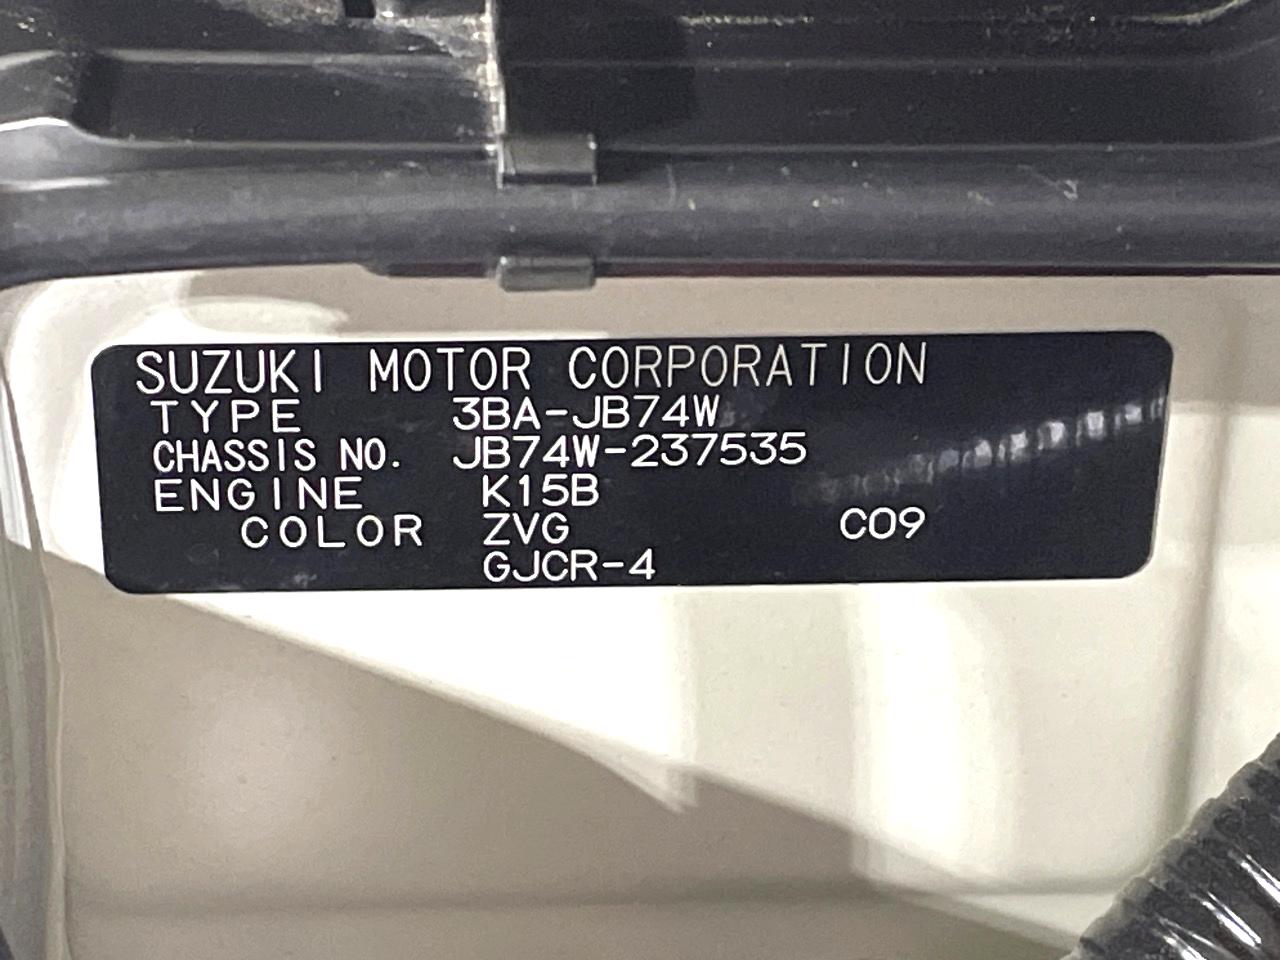 SUZUKI MOTOR CORPORATION
TYPE 3BA-JB74W
CHASSIS NO. JB74W-237535
ENGINE K15B
COLOR ZVG C09
GJCR-4